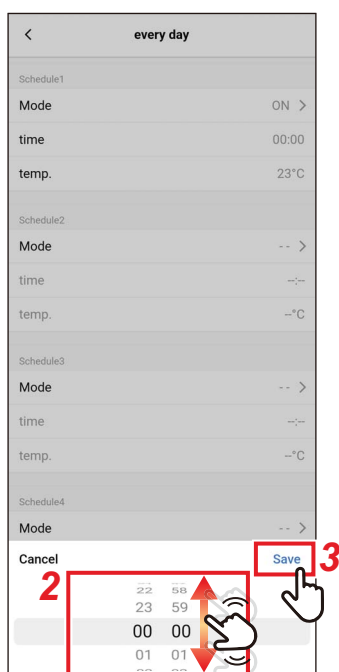 every day
Schedule1
Mode ON
time 00:00
temp. 23°C
Schedule2
Mode - -
time --:--
temp. --°C
Schedule3
Mode - -
time --:--
temp. --°C
Schedule4
Mode - -
Cancel Save 3
2
22 58
23 59
00 00
01 01